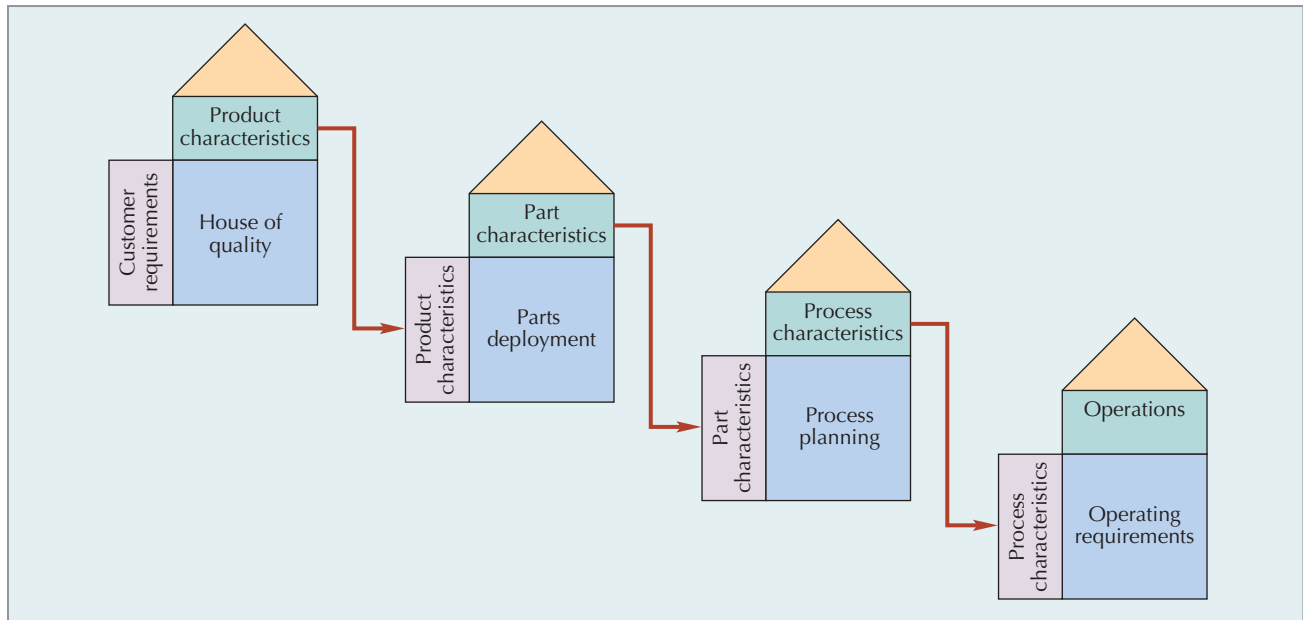 Product
characteristics
Customer
requirements
House of
quality
Part
characteristics
Product
characteristics
Parts
deployment
Process
characteristics
Part
characteristics
Process
planning
Operations
Process
characteristics
Operating
requirements